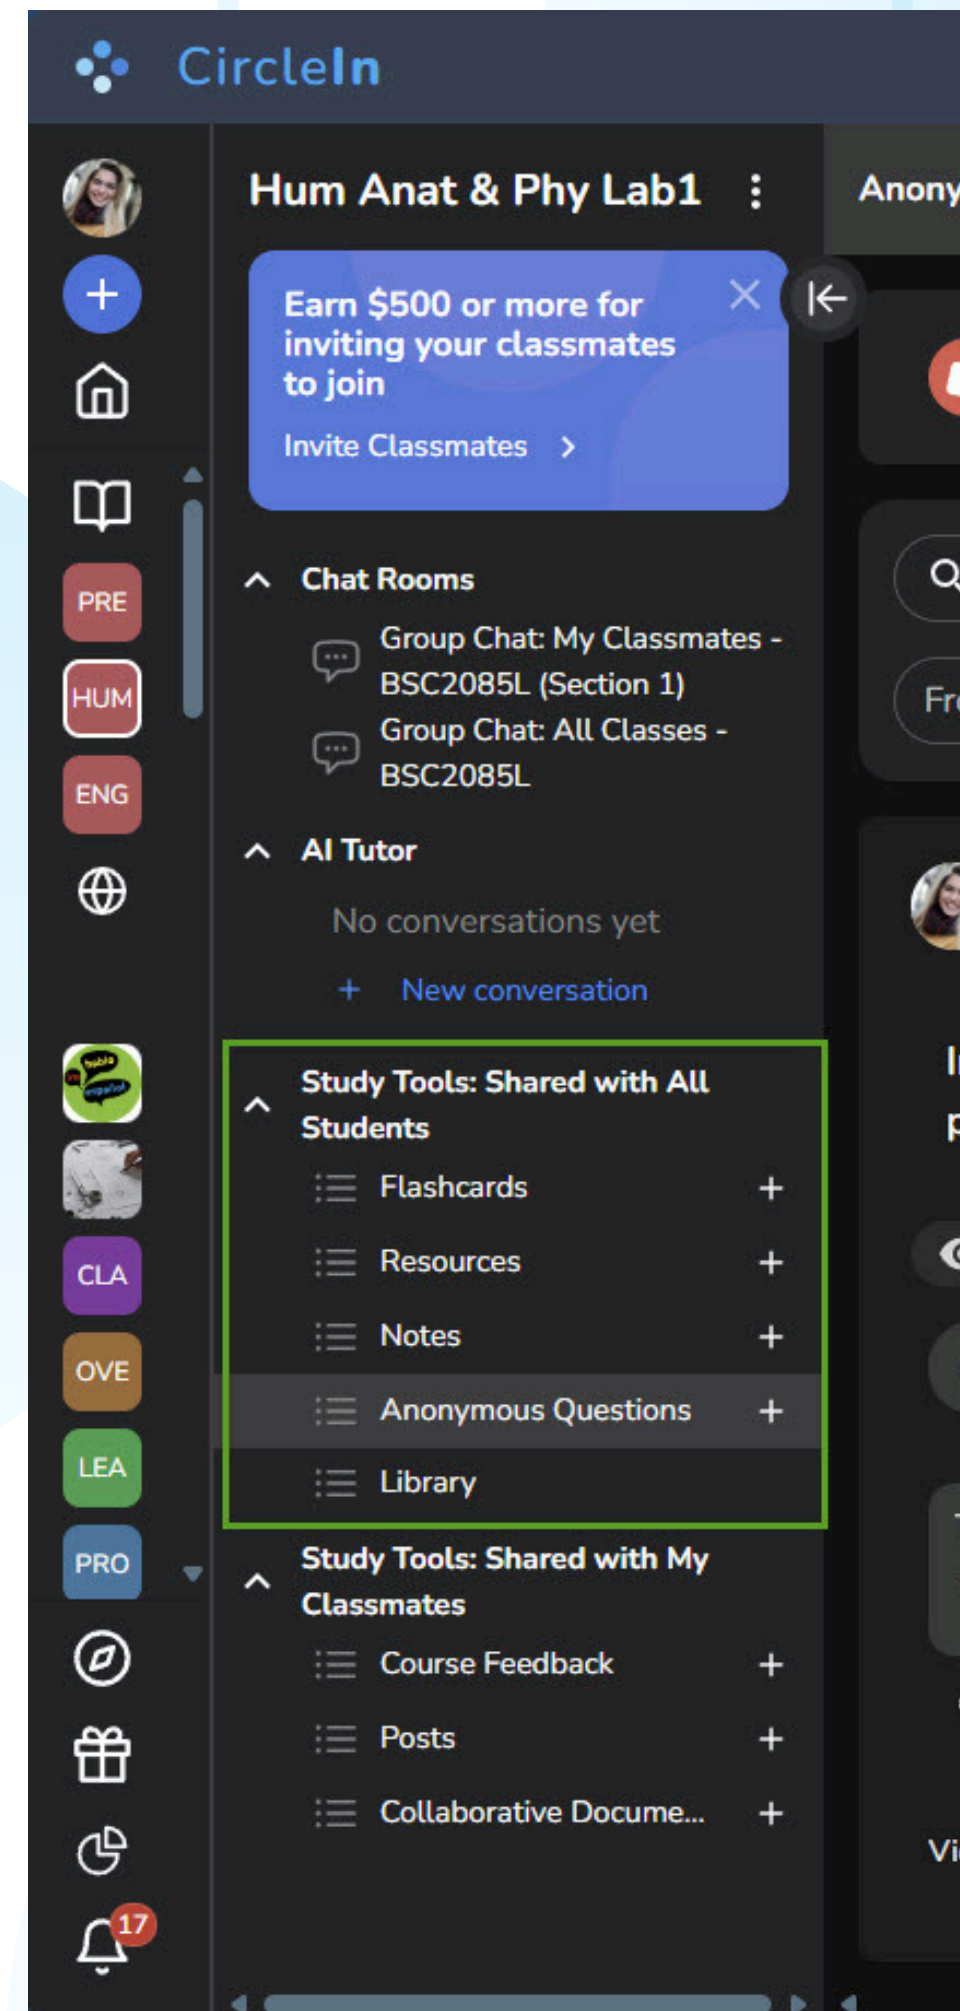 CircleIn
Hum Anat & Phy Lab1
Anony
Earn $500 or more for
inviting your classmates
to join
Invite Classmates
PRE
HUM
ENG
Chat Rooms
Group Chat: My Classmates -
BSC2085L (Section 1)
Group Chat: All Classes -
BSC2085L
Fr
AI Tutor
No conversations yet
+ New conversation
Study Tools: Shared with All
Students
Flashcards +
Resources +
Notes +
Anonymous Questions +
Library
CLA
OVE
LEA
PRO
Study Tools: Shared with My
Classmates
Course Feedback +
Posts +
Collaborative Docume... +
Vi
17